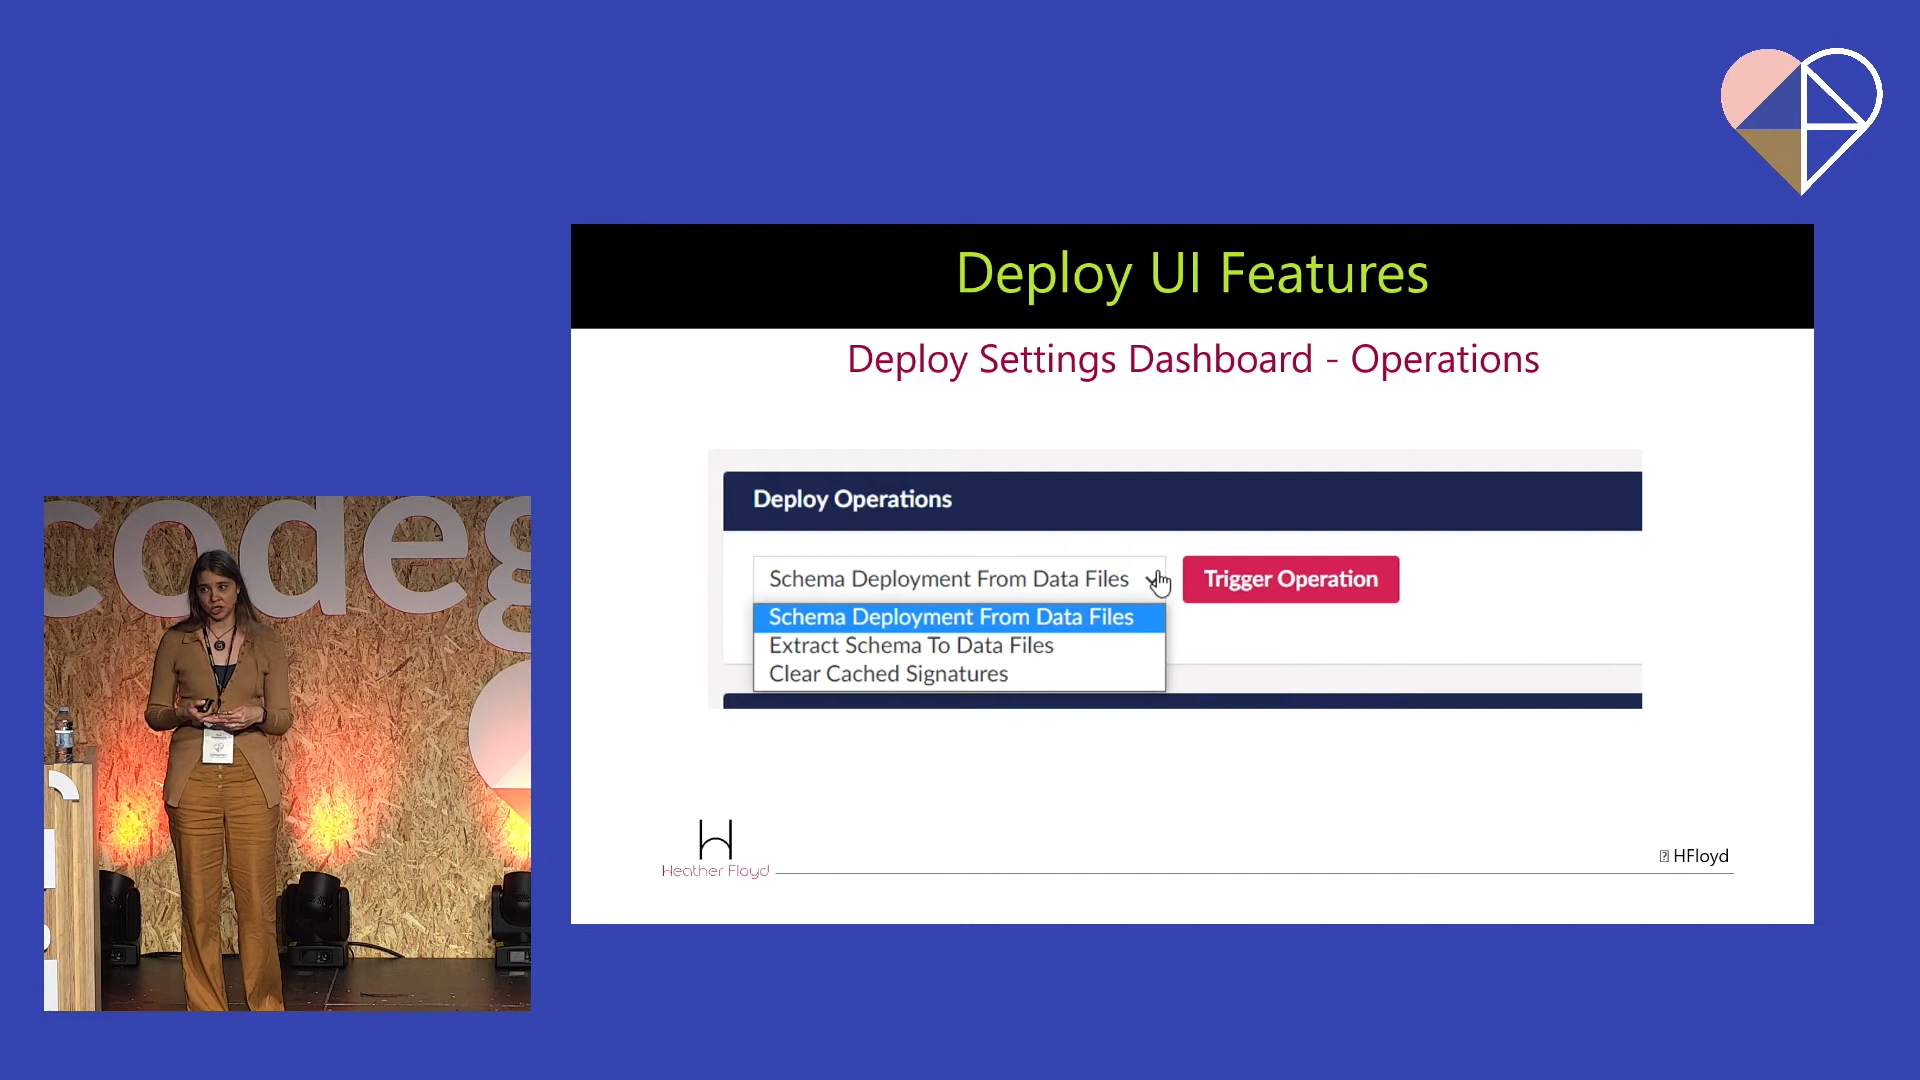 Deploy UI Features
Deploy Settings Dashboard - Operations
Deploy Operations
Schema Deployment From Data Files
Trigger Operation
Schema Deployment From Data Files
Extract Schema To Data Files
Clear Cached Signatures
codeg
H
Heather Floyd
HFloyd